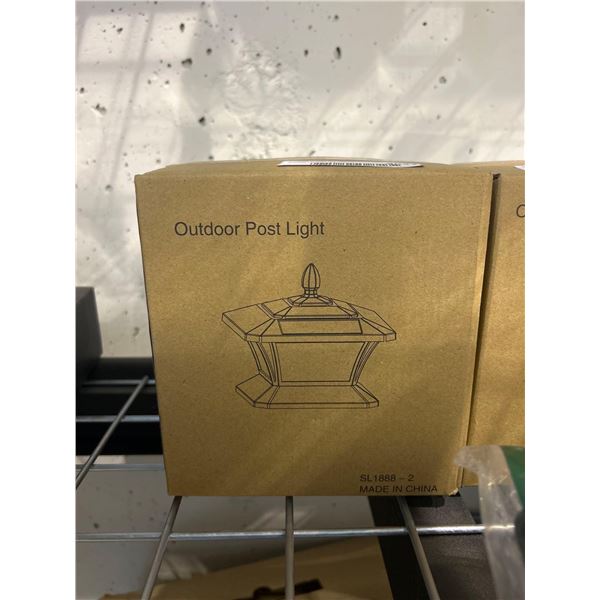 Outdoor Post Light
SL1888 - 2
MADE IN CHINA